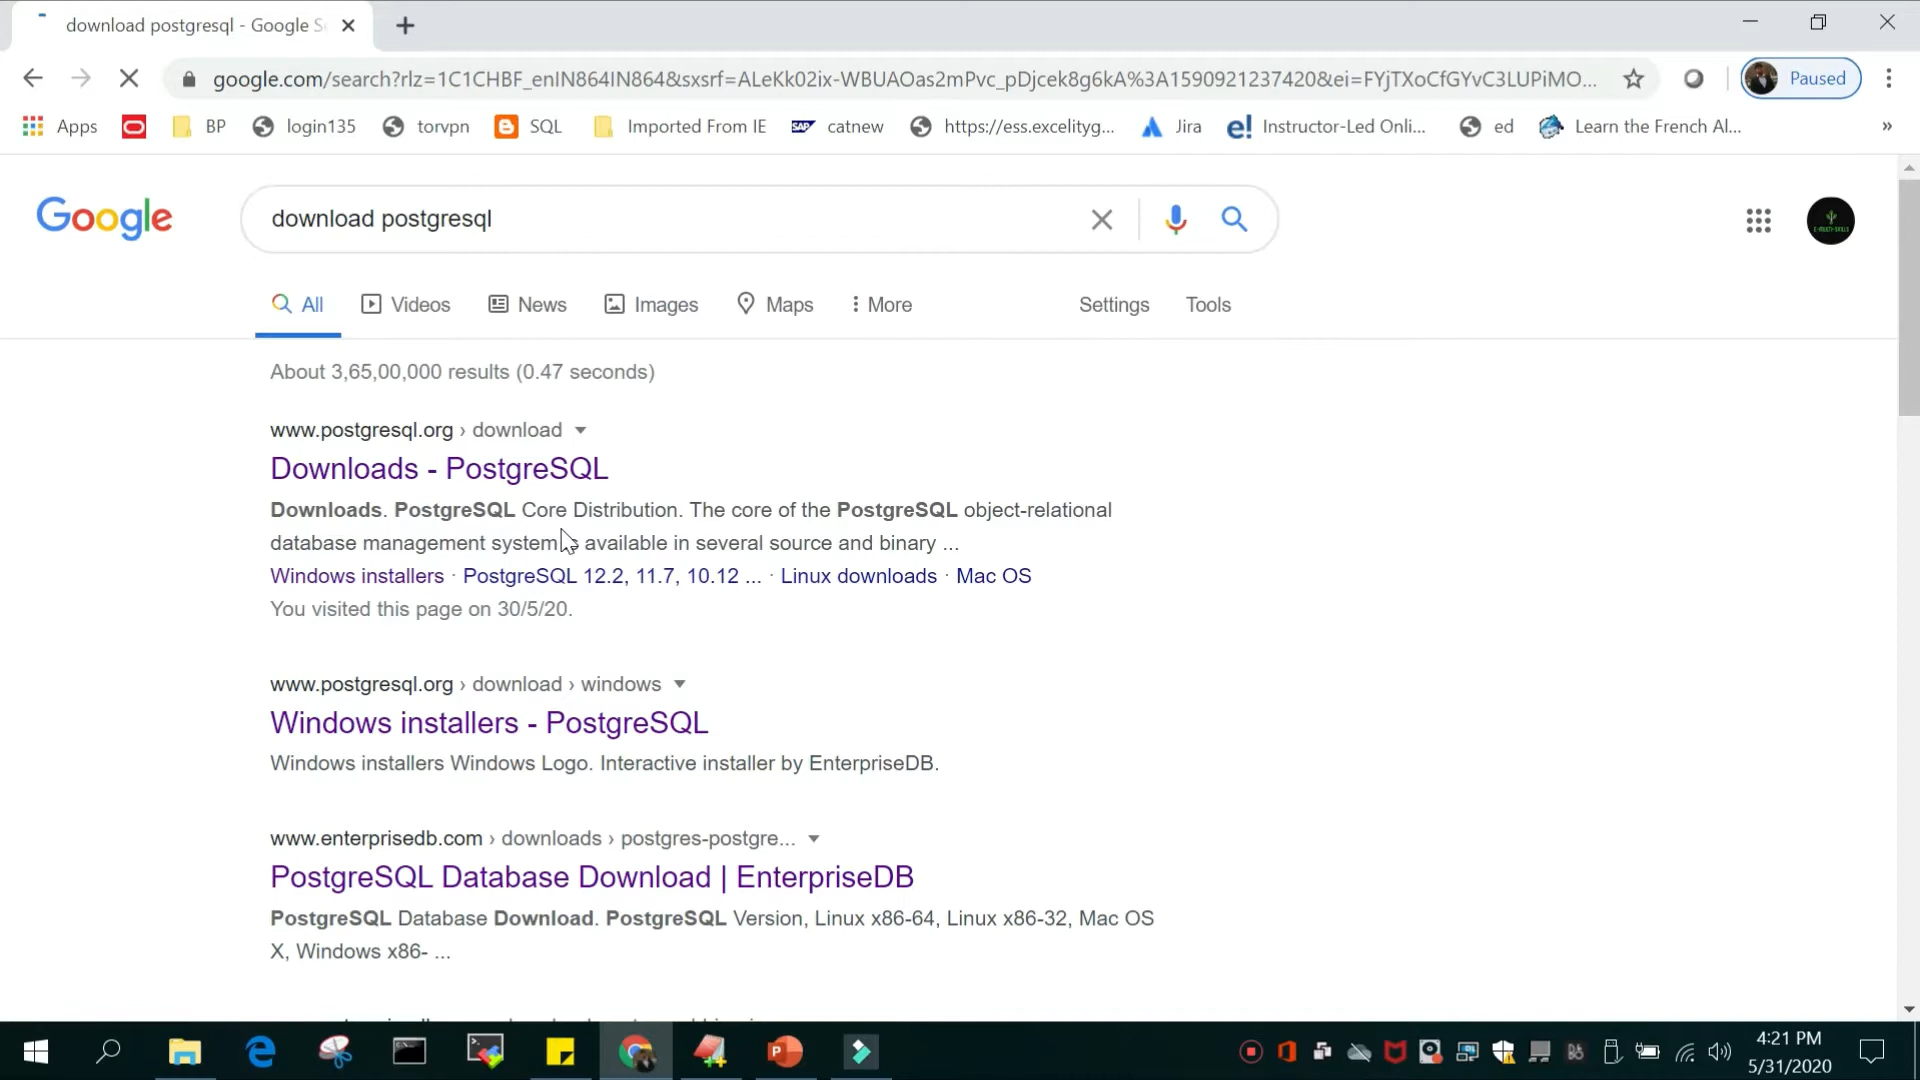 download postgresql - Google S
google.com/search?rlz=1C1CHBF_enIN864IN864&sxsrf=ALeKk02ix-WBUAOas2mPvc_pDjcek8g6kA%3A1590921237420&ei=FYjTXoCfGYvC3LUPiMO...
Paused
Apps BP login135 torvpn SQL Imported From IE catnew https://ess.excelityg... Jira Instructor-Led Onli... ed Learn the French Al... »
Google
download postgresql
All Videos News Images Maps More Settings Tools
About 3,65,00,000 results (0.47 seconds)
www.postgresql.org › download
Downloads - PostgreSQL
Downloads. PostgreSQL Core Distribution. The core of the PostgreSQL object-relational
database management system is available in several source and binary ...
Windows installers · PostgreSQL 12.2, 11.7, 10.12 ... · Linux downloads · Mac OS
You visited this page on 30/5/20.
www.postgresql.org › download › windows
Windows installers - PostgreSQL
Windows installers Windows Logo. Interactive installer by EnterpriseDB.
www.enterprisedb.com › downloads › postgres-postgre...
PostgreSQL Database Download | EnterpriseDB
PostgreSQL Database Download. PostgreSQL Version, Linux x86-64, Linux x86-32, Mac OS
X, Windows x86- ...
4:21 PM
5/31/2020